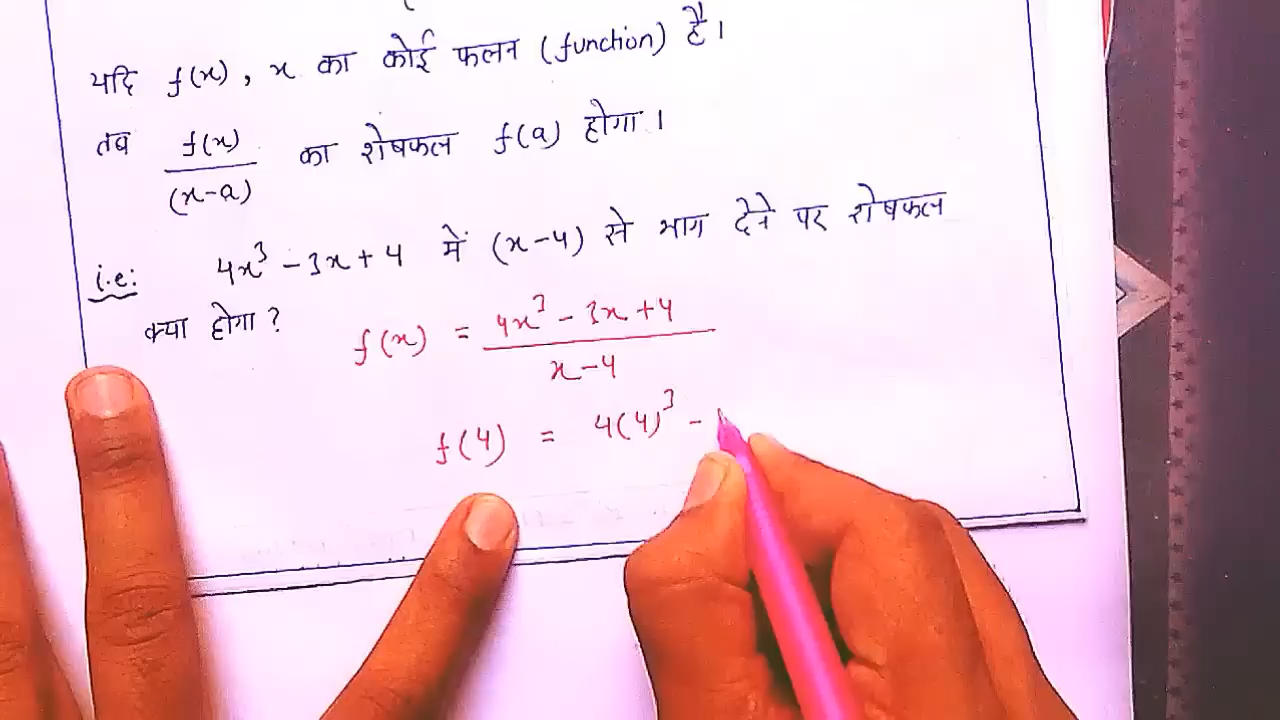 यदि f(x), x का कोई फलन (function) है।
तब f(x)/(x-a) का शेषफल f(a) होगा।
i.e: 4x³ - 3x + 4 में (x-4) से भाग देने पर शेषफल
क्या होगा?
f(x) = 4x³ - 3x + 4 / x-4
f(4) = 4(4)³ -